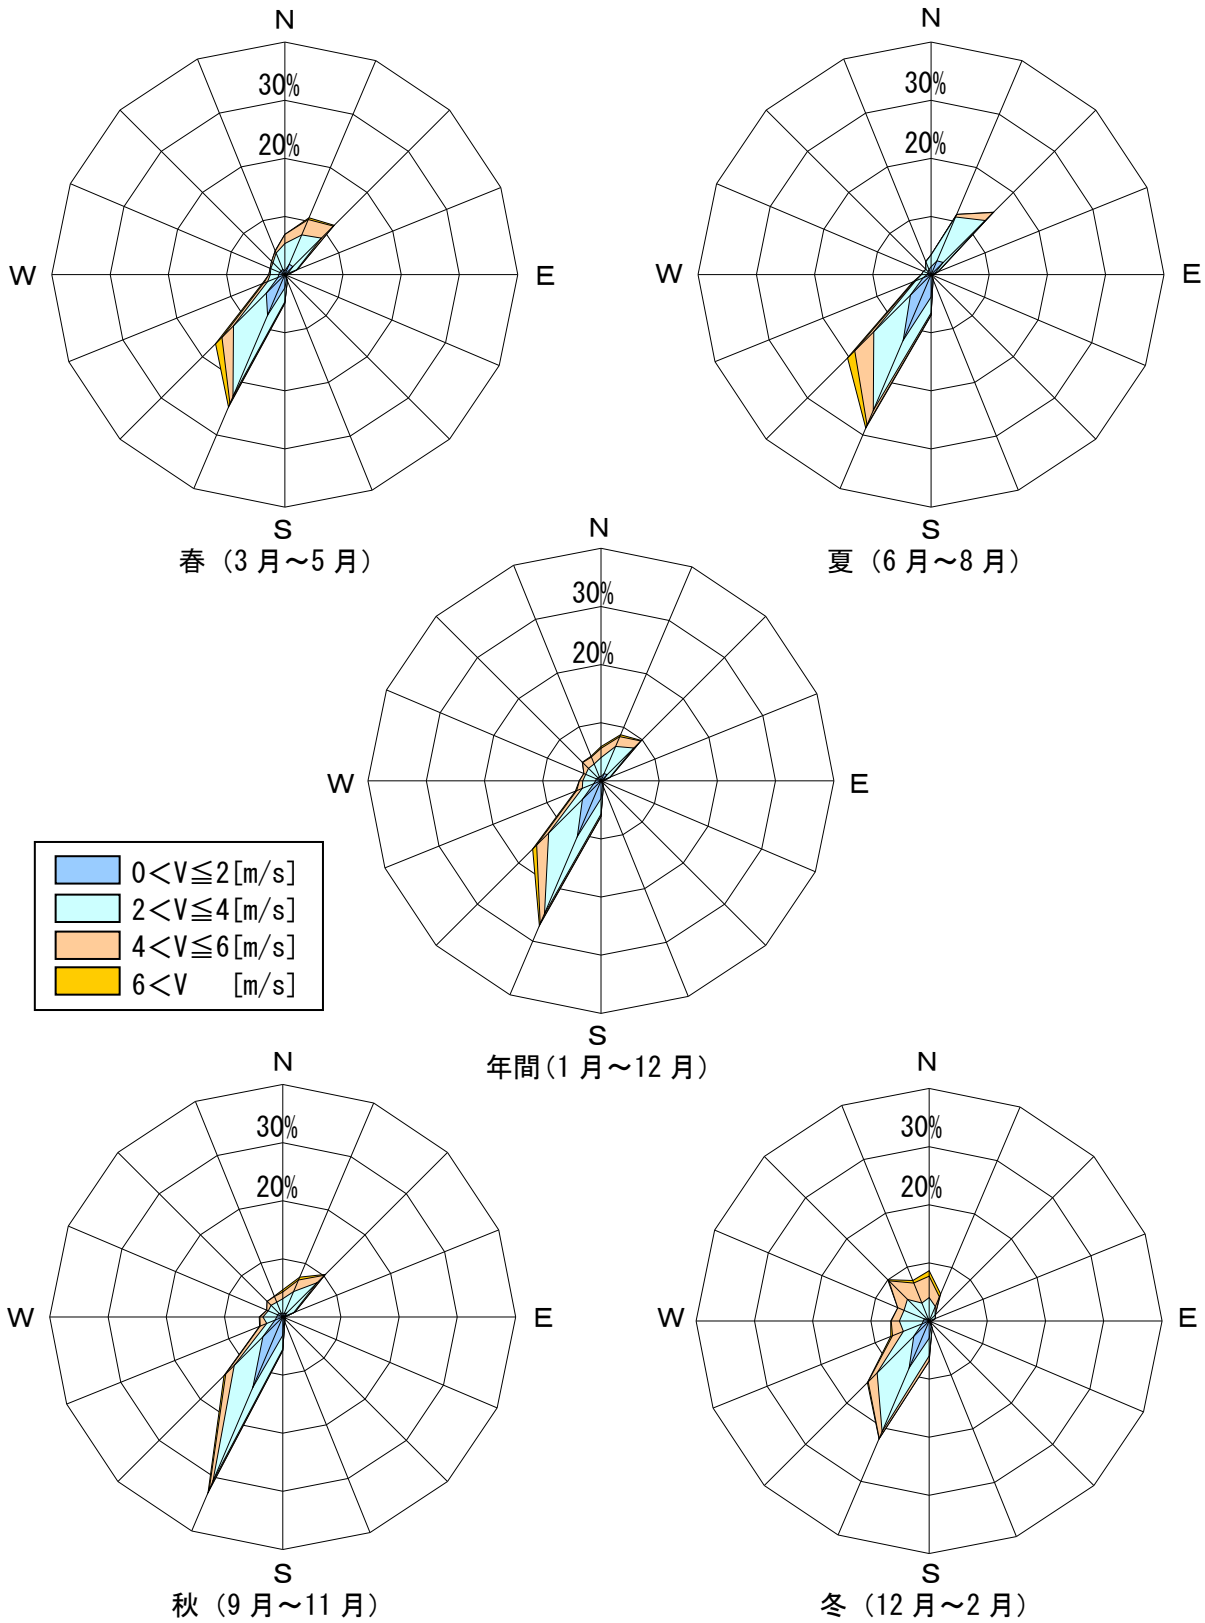 N
N
30%
30%
20%
20%
W
E
W
E
S
S
春（3月～5月）
夏（6月～8月）
N
30%
20%
W
E
0＜V≦2[m/s]
2＜V≦4[m/s]
4＜V≦6[m/s]
6＜V [m/s]
S
年間(1月～12月)
N
N
30%
30%
20%
20%
W
E
W
E
S
S
秋（9月～11月）
冬（12月～2月）